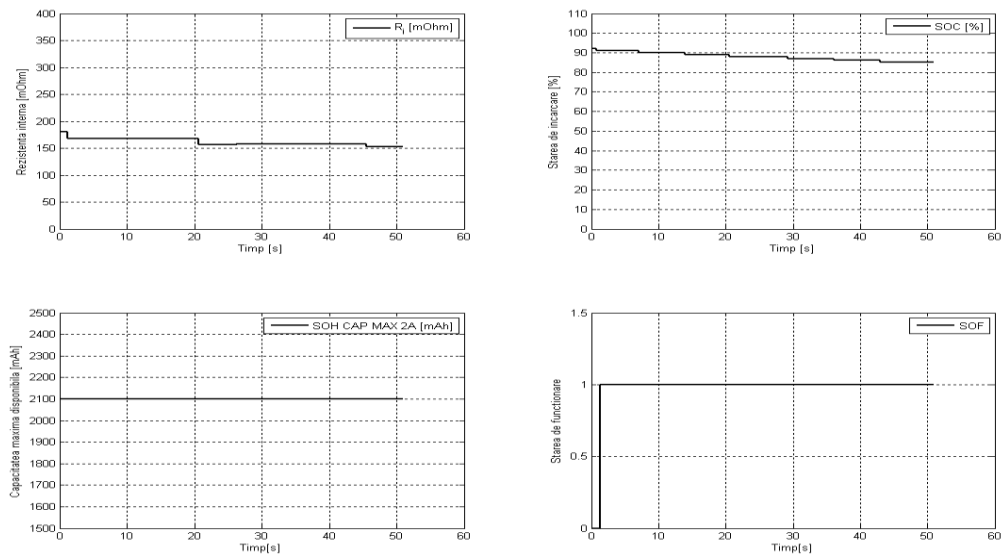 400
350
300
250
200
150
100
50
0
Rezistenta interna [mOhm]
R_i [mOhm]
0 10 20 30 40 50 60
Timp [s]
110
100
90
80
70
60
50
40
30
20
10
0
Starea de incarcare [%]
SOC [%]
0 10 20 30 40 50 60
Timp [s]
2500
2400
2300
2200
2100
2000
1900
1800
1700
1600
1500
Capacitatea maxima disponibila [mAh]
SOH CAP MAX 2A [mAh]
0 10 20 30 40 50 60
Timp[s]
1.5
1
0.5
0
Starea de functionare
SOF
0 10 20 30 40 50 60
Timp[s]